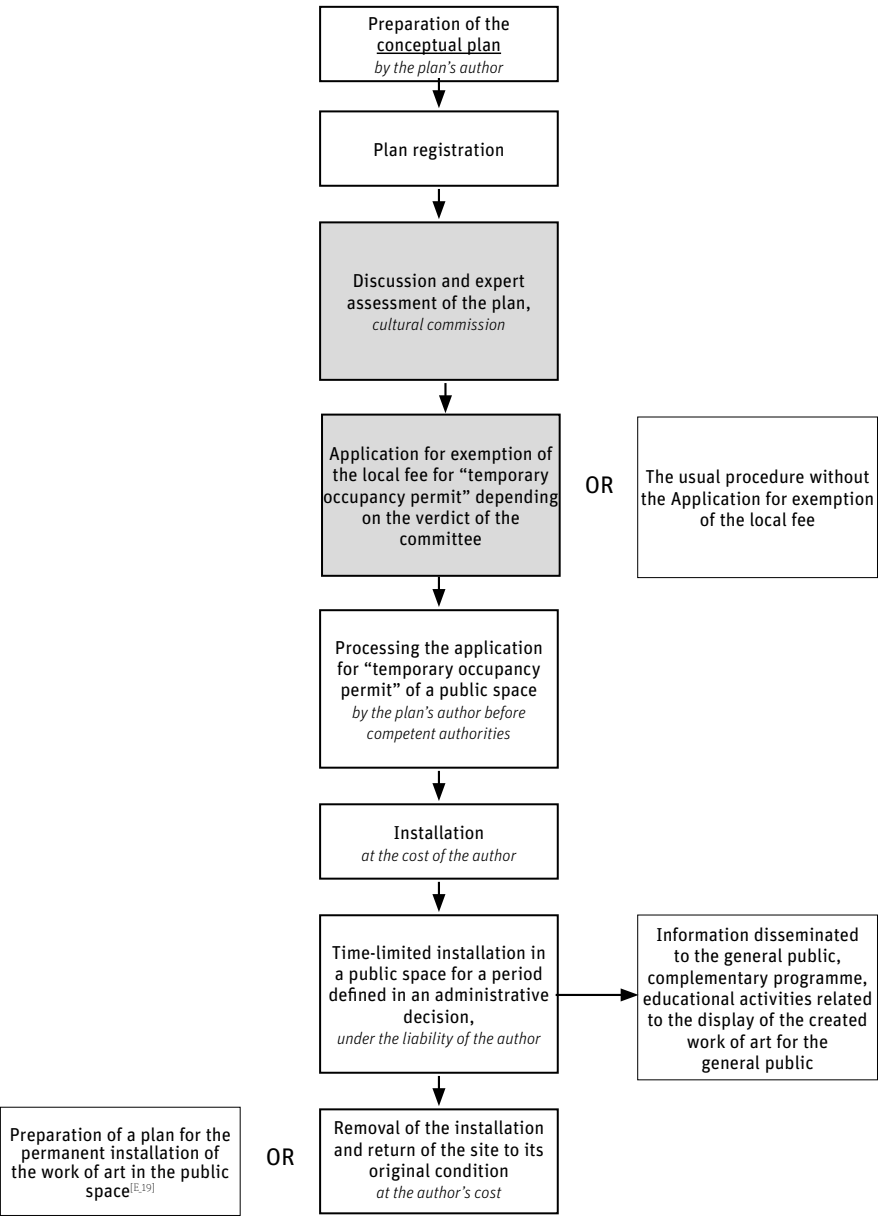 Preparation of the
conceptual plan
by the plan's author
Plan registration
Discussion and expert
assessment of the plan,
cultural commission
Application for exemption of
the local fee for “temporary
occupancy permit” depending
on the verdict of the
committee
OR
The usual procedure without
the Application for exemption
of the local fee
Processing the application
for “temporary occupancy
permit” of a public space
by the plan's author before
competent authorities
Installation
at the cost of the author
Time-limited installation in
a public space for a period
defined in an administrative
decision,
under the liability of the author
Information disseminated
to the general public,
complementary programme,
educational activities related
to the display of the created
work of art for the
general public
Preparation of a plan for the
permanent installation of
the work of art in the public
space[E.19]
OR
Removal of the installation
and return of the site to its
original condition
at the author's cost